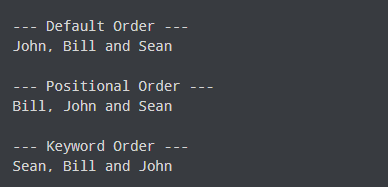 --- Default Order ---
John, Bill and Sean
--- Positional Order ---
Bill, John and Sean
--- Keyword Order ---
Sean, Bill and John